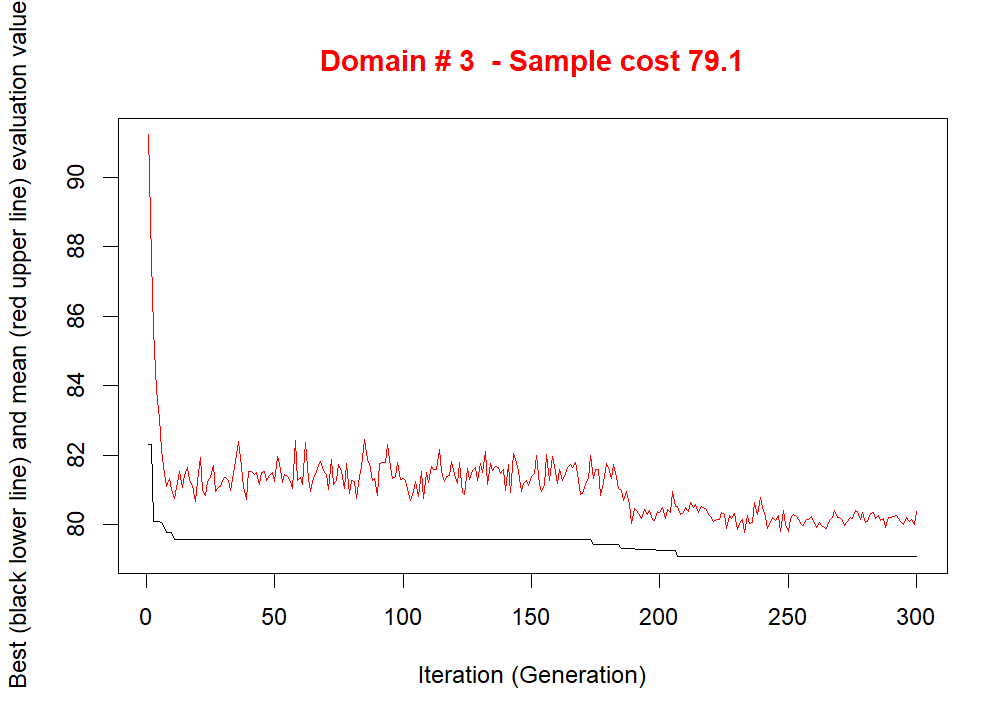 Domain # 3 - Sample cost 79.1
Best (black lower line) and mean (red upper line) evaluation value
90
88
86
84
82
80
0 50 100 150 200 250 300
Iteration (Generation)